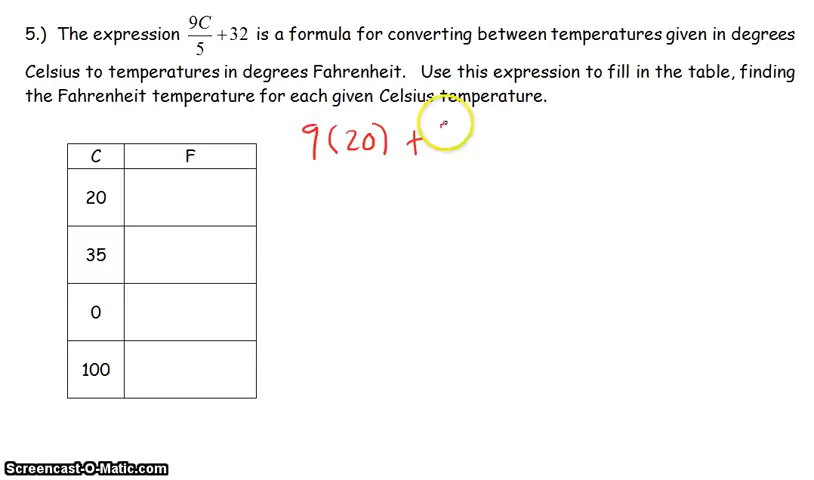 5.) The expression 9C/5 + 32 is a formula for converting between temperatures given in degrees
Celsius to temperatures in degrees Fahrenheit. Use this expression to fill in the table, finding
the Fahrenheit temperature for each given Celsius temperature.
9(20) +
C F
20
35
0
100
Screencast-O-Matic.com